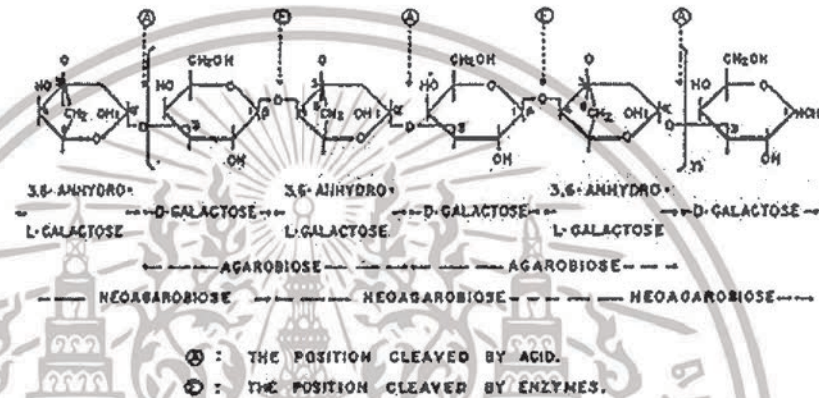 Ⓐ Ⓔ Ⓐ Ⓔ Ⓐ
CH₂OH CH₂OH CH₂OH
HO O HO O O HO O O HO
CH₂ OH CH₂ OH CH₂ OH
OH OH OH
3,6-ANHYDRO- 3,6-ANHYDRO- 3,6-ANHYDRO-
D-GALACTOSE D-GALACTOSE D-GALACTOSE
L-GALACTOSE L-GALACTOSE L-GALACTOSE
AGAROBIOSE AGAROBIOSE
NEOAGAROBIOSE NEOAGAROBIOSE NEOAGAROBIOSE
Ⓐ : THE POSITION CLEAVED BY ACID.
Ⓔ : THE POSITION CLEAVED BY ENZYMES.